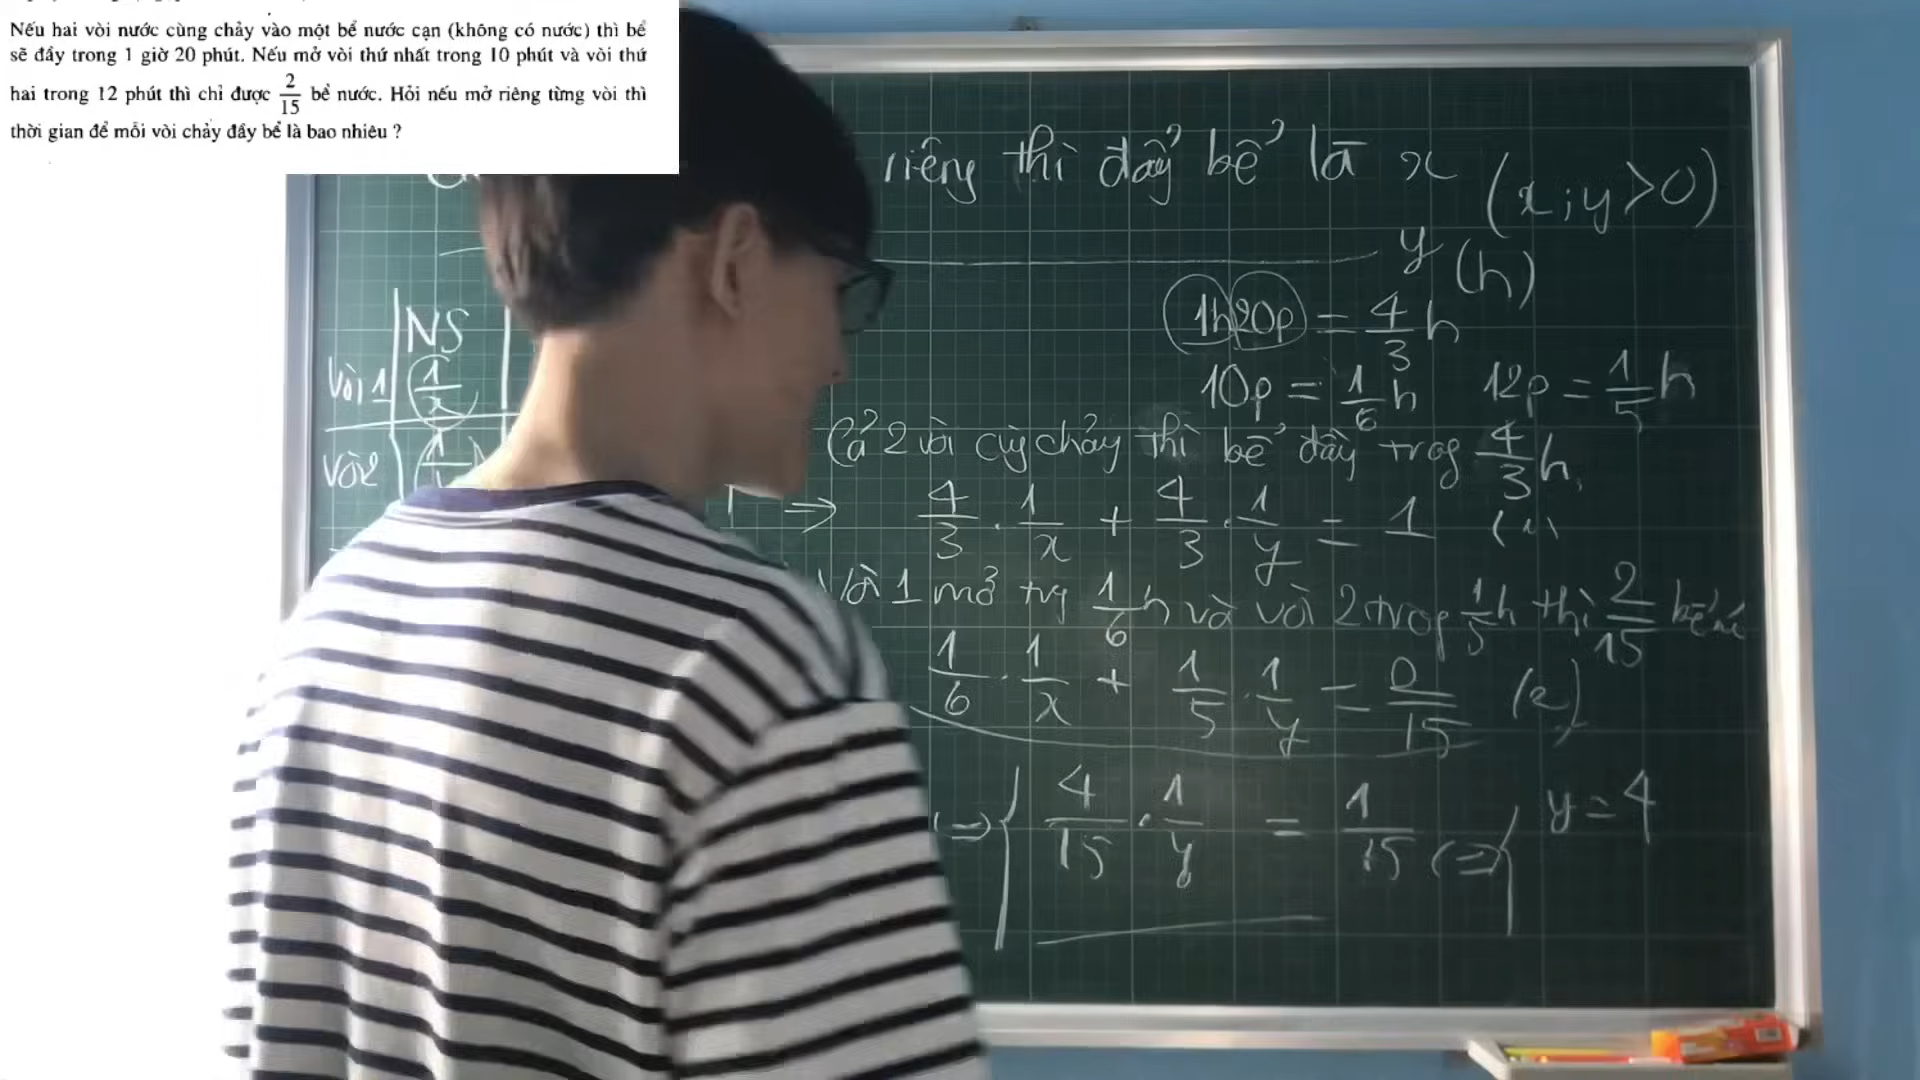 Nếu hai vòi nước cùng chảy vào một bể nước cạn (không có nước) thì bể
sẽ đầy trong 1 giờ 20 phút. Nếu mở vòi thứ nhất trong 10 phút và vòi thứ
hai trong 12 phút thì chỉ được 2/15 bể nước. Hỏi nếu mở riêng từng vòi thì
thời gian để mỗi vòi chảy đầy bể là bao nhiêu ?
riêng thì đầy bể là x (x;y>0)
y (h)
NS
1h20p = 4/3 h
Vòi 1 1/x
10p = 1/6 h 12p = 1/5 h
Vòi 2
Cả 2 vòi cùg chảy thì bể đầy trog 4/3 h
=> 4/3 . 1/x + 4/3 . 1/y = 1 (1)
Vòi 1 mở trg 1/6 h và vòi 2 trog 1/5 h thì 2/15 bể
1/6 . 1/x + 1/5 . 1/y = 2/15 (2)
(=>) { 4/15 . 1/y = 1/15 (=>) { y = 4